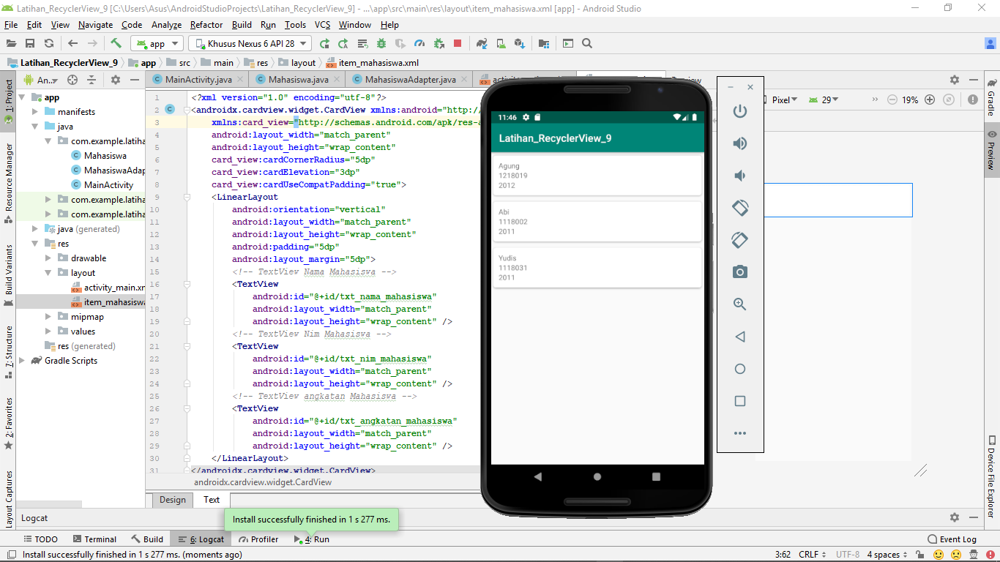 Latihan_RecyclerView_9 [C:\Users\Asus\AndroidStudioProjects\Latihan_RecyclerView_9] - ...\app\src\main\res\layout\item_mahasiswa.xml [app] - Android Studio
File Edit View Navigate Code Analyze Refactor Build Run Tools VCS Window Help
app Khusus Nexus 6 API 28
Latihan_RecyclerView_9 app src main res layout item_mahasiswa.xml
An... MainActivity.java Mahasiswa.java MahasiswaAdapter.java
Pixel 29 19%
1: Project
Resource Manager
Build Variants
7: Structure
2: Favorites
Layout Captures
app
manifests
java
com.example.latiha
Mahasiswa
MahasiswaAdap
MainActivity
com.example.latiha
com.example.latiha
java (generated)
res
drawable
layout
activity_main.xm
item_mahasiswa
mipmap
values
res (generated)
Gradle Scripts
1 <?xml version="1.0" encoding="utf-8"?>
2 <androidx.cardview.widget.CardView xmlns:android="http:/
3 xmlns:card_view="http://schemas.android.com/apk/res-a
4 android:layout_width="match_parent"
5 android:layout_height="wrap_content"
6 card_view:cardCornerRadius="5dp"
7 card_view:cardElevation="3dp"
8 card_view:cardUseCompatPadding="true">
9 <LinearLayout
10 android:orientation="vertical"
11 android:layout_width="match_parent"
12 android:layout_height="wrap_content"
13 android:padding="5dp"
14 android:layout_margin="5dp">
15 <!-- TextView Nama Mahasiswa -->
16 <TextView
17 android:id="@+id/txt_nama_mahasiswa"
18 android:layout_width="match_parent"
19 android:layout_height="wrap_content" />
20 <!-- TextView Nim Mahasiswa -->
21 <TextView
22 android:id="@+id/txt_nim_mahasiswa"
23 android:layout_width="match_parent"
24 android:layout_height="wrap_content" />
25 <!-- TextView angkatan Mahasiswa -->
26 <TextView
27 android:id="@+id/txt_angkatan_mahasiswa"
28 android:layout_width="match_parent"
29 android:layout_height="wrap_content" />
30 </LinearLayout>
31 </androidx.cardview.widget.CardView>
androidx.cardview.widget.CardView
Design Text
11:46
Latihan_RecyclerView_9
Agung
1218019
2012
Abi
1118002
2011
Yudis
1118031
2011
Gradle
Preview
Device File Explorer
Logcat
Install successfully finished in 1 s 277 ms.
TODO Terminal Build 6: Logcat Profiler 4: Run Event Log
Install successfully finished in 1 s 277 ms. (moments ago) 3:62 CRLF UTF-8 4 spaces